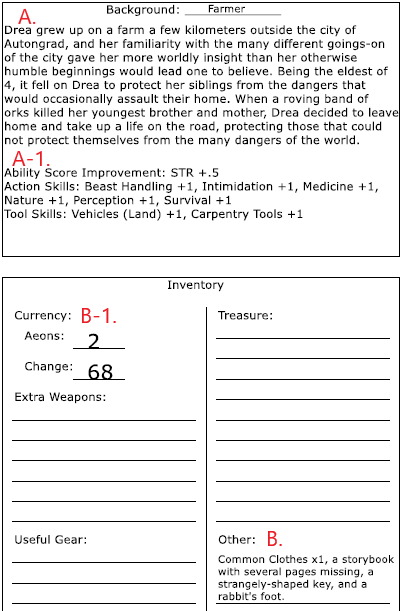 A.
Background: Farmer
Drea grew up on a farm a few kilometers outside the city of
Autongrad, and her familiarity with the many different goings-on
of the city gave her more worldly insight than her otherwise
humble beginnings would lead one to believe. Being the eldest of
4, it fell on Drea to protect her siblings from the dangers that
would occasionally assault their home. When a roving band of
orks killed her youngest brother and mother, Drea decided to leave
home and take up a life on the road, protecting those that could
not protect themselves from the many dangers of the world.
A-1.
Ability Score Improvement: STR +.5
Action Skills: Beast Handling +1, Intimidation +1, Medicine +1,
Nature +1, Perception +1, Survival +1
Tool Skills: Vehicles (Land) +1, Carpentry Tools +1
Inventory
Currency: B-1.
Aeons: 2
Change: 68
Extra Weapons:
Useful Gear:
Treasure:
Other: B.
Common Clothes x1, a storybook
with several pages missing, a
strangely-shaped key, and a
rabbit's foot.